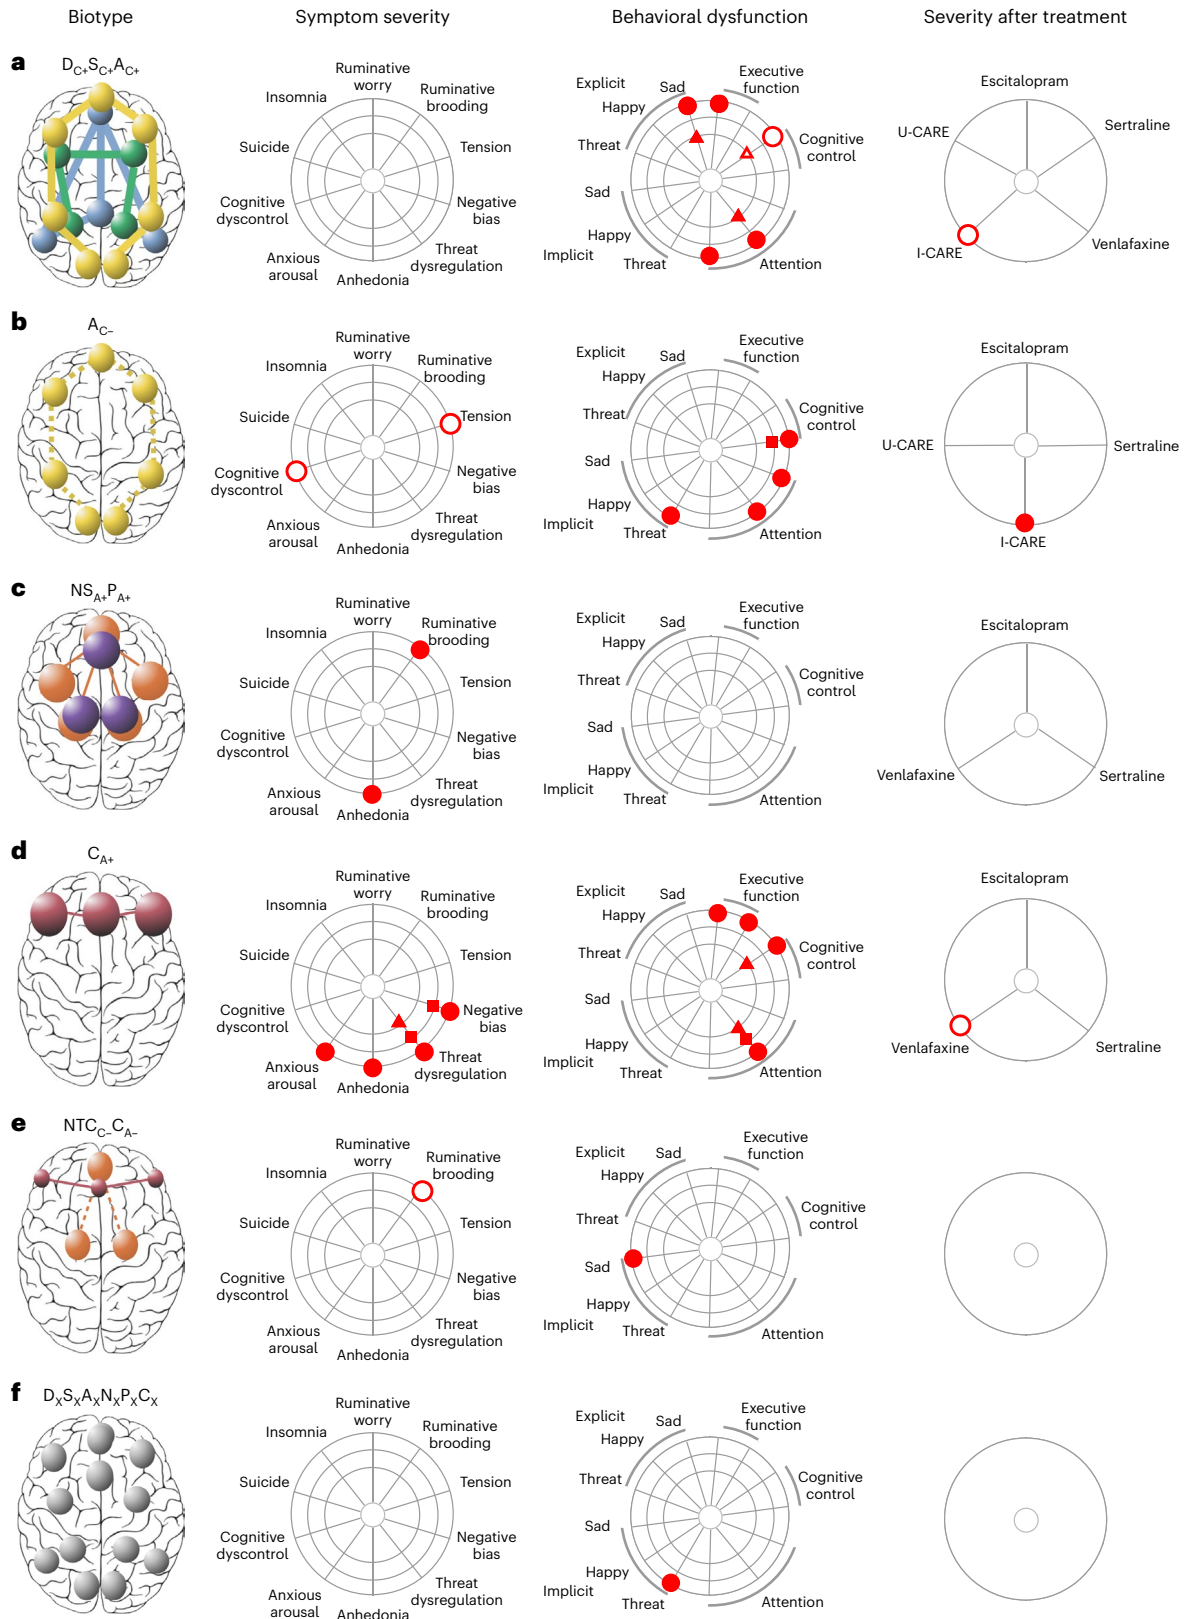 Biotype
Symptom severity
Behavioral dysfunction
Severity after treatment
a
D_C+S_C+A_C+
Ruminative
worry
Ruminative
brooding
Tension
Negative
bias
Threat
dysregulation
Anhedonia
Anxious
arousal
Cognitive
dyscontrol
Suicide
Insomnia
Explicit
Happy
Sad
Executive
function
Threat
Cognitive
control
Sad
Happy
Implicit
Threat
Attention
Escitalopram
U-CARE
Sertraline
I-CARE
Venlafaxine
b
A_C−
Ruminative
worry
Ruminative
brooding
Tension
Negative
bias
Threat
dysregulation
Anhedonia
Anxious
arousal
Cognitive
dyscontrol
Suicide
Insomnia
Explicit
Happy
Sad
Executive
function
Threat
Cognitive
control
Sad
Happy
Implicit
Threat
Attention
Escitalopram
U-CARE
Sertraline
I-CARE
c
NS_A+P_A+
Ruminative
worry
Ruminative
brooding
Tension
Negative
bias
Threat
dysregulation
Anhedonia
Anxious
arousal
Cognitive
dyscontrol
Suicide
Insomnia
Explicit
Happy
Sad
Executive
function
Threat
Cognitive
control
Sad
Happy
Implicit
Threat
Attention
Escitalopram
Venlafaxine
Sertraline
d
C_A+
Ruminative
worry
Ruminative
brooding
Tension
Negative
bias
Threat
dysregulation
Anhedonia
Anxious
arousal
Cognitive
dyscontrol
Suicide
Insomnia
Explicit
Happy
Sad
Executive
function
Threat
Cognitive
control
Sad
Happy
Implicit
Threat
Attention
Escitalopram
Venlafaxine
Sertraline
e
NTC_C−C_A−
Ruminative
worry
Ruminative
brooding
Tension
Negative
bias
Threat
dysregulation
Anhedonia
Anxious
arousal
Cognitive
dyscontrol
Suicide
Insomnia
Explicit
Happy
Sad
Executive
function
Threat
Cognitive
control
Sad
Happy
Implicit
Threat
Attention
f
D_XS_XA_XN_XP_XC_X
Ruminative
worry
Ruminative
brooding
Tension
Negative
bias
Threat
dysregulation
Anhedonia
Anxious
arousal
Cognitive
dyscontrol
Suicide
Insomnia
Explicit
Happy
Sad
Executive
function
Threat
Cognitive
control
Sad
Happy
Implicit
Threat
Attention